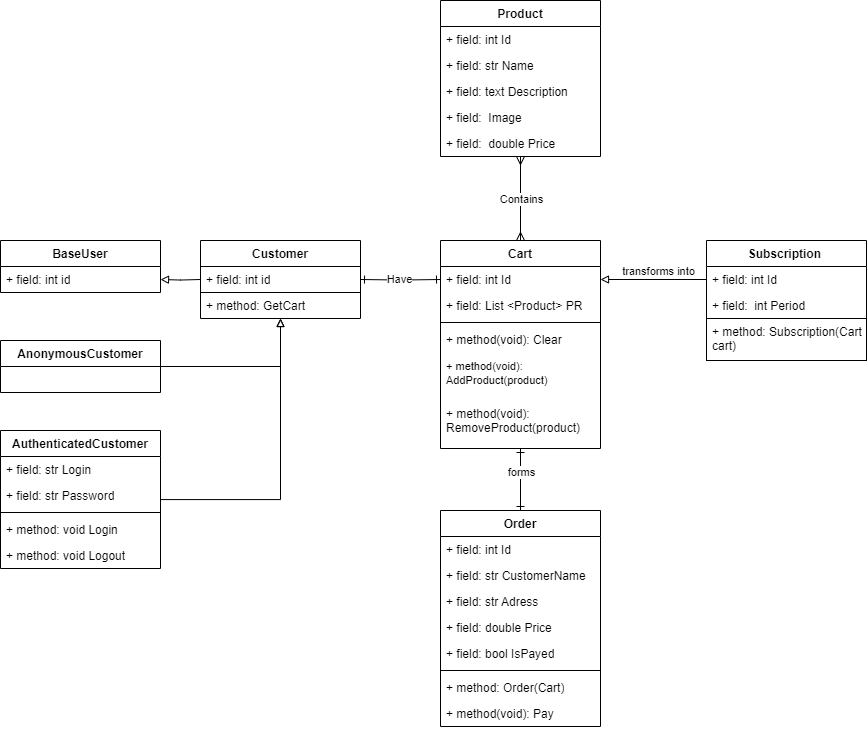 Product
+ field: int Id
+ field: str Name
+ field: text Description
+ field:  Image
+ field:  double Price
Contains
BaseUser
+ field: int id
Customer
+ field: int id
+ method: GetCart
Have
Cart
+ field: int Id
+ field: List <Product> PR
+ method(void): Clear
+ method(void):
AddProduct(product)
+ method(void):
RemoveProduct(product)
transforms into
Subscription
+ field: int Id
+ field:  int Period
+ method: Subscription(Cart
cart)
AnonymousCustomer
AuthenticatedCustomer
+ field: str Login
+ field: str Password
+ method: void Login
+ method: void Logout
forms
Order
+ field: int Id
+ field: str CustomerName
+ field: str Adress
+ field: double Price
+ field: bool IsPayed
+ method: Order(Cart)
+ method(void): Pay